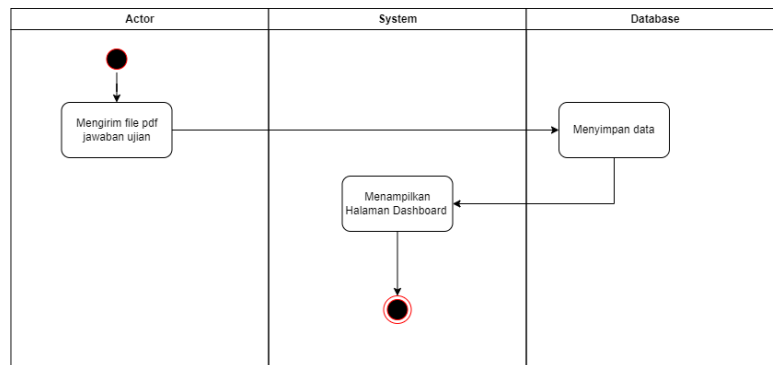 Actor
System
Database
Mengirim file pdf
jawaban ujian
Menyimpan data
Menampilkan
Halaman Dashboard